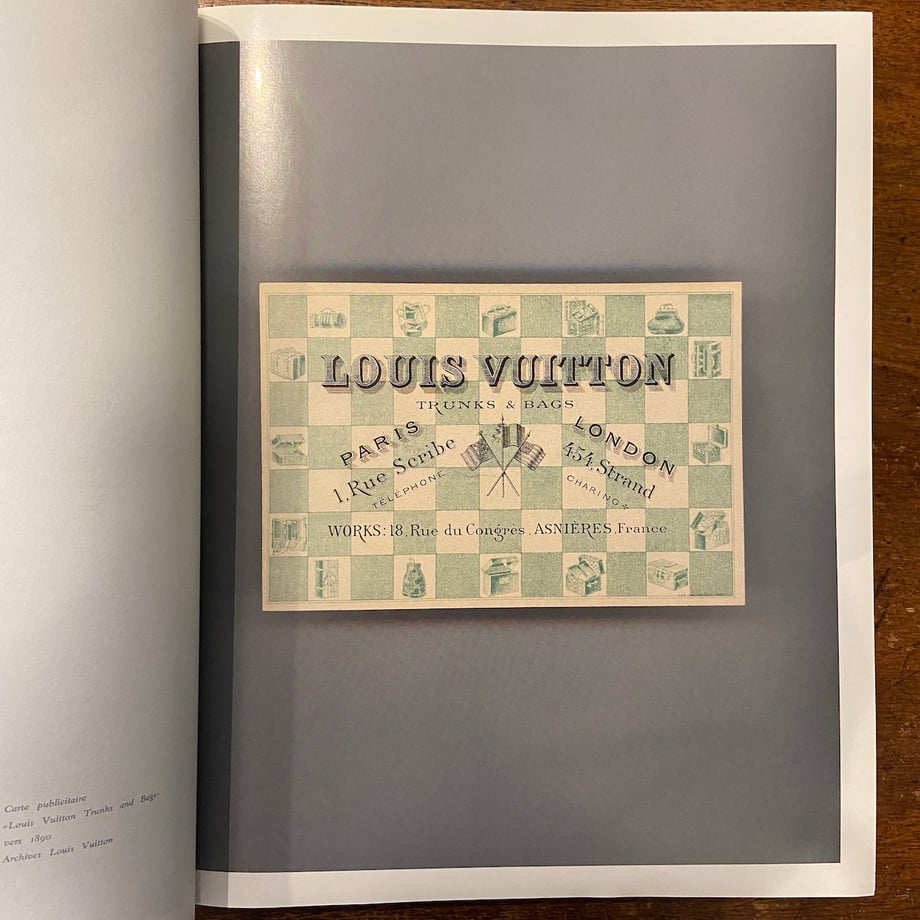 LOUIS VUITTON
TRUNKS & BAGS
PARIS
1, Rue Scribe
TÉLEPHONE
LONDON
454, Strand
CHARING
WORKS: 18, Rue du Congrès, ASNIÈRES, France
Carte publicitaire
«Louis Vuitton Trunks and Bags»
vers 1890
Archives Louis Vuitton